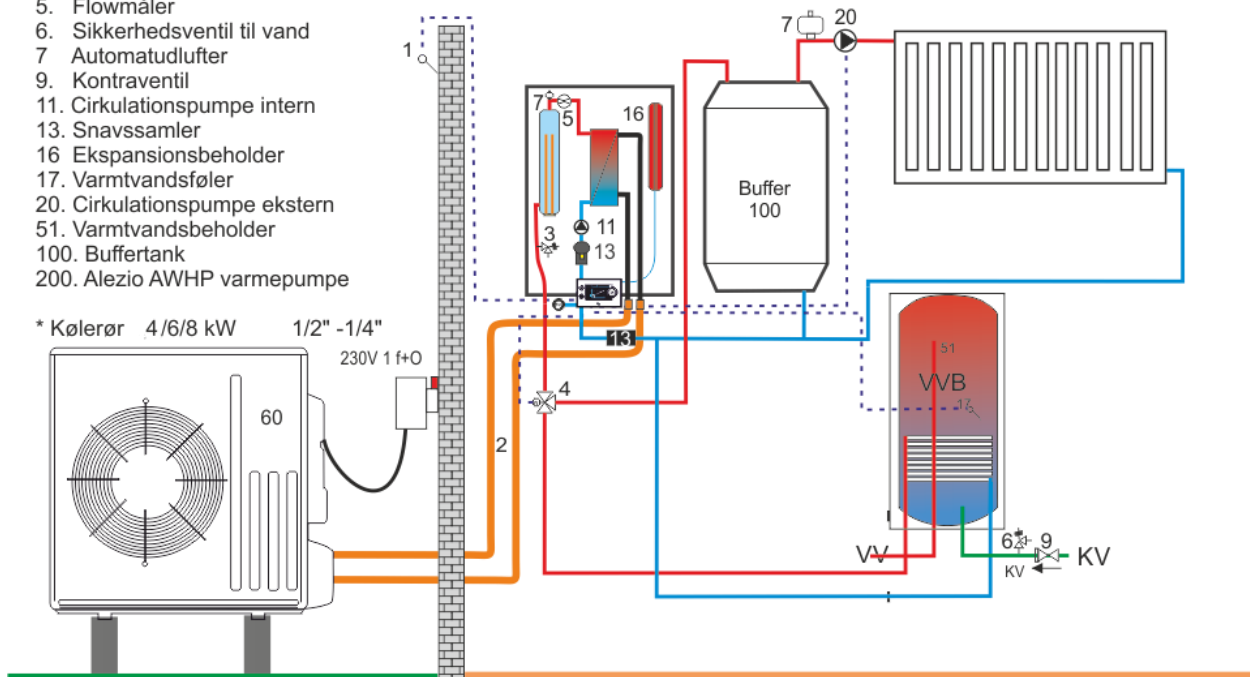 5. Flowmåler
6. Sikkerhedsventil til vand
7 Automatudlufter
9. Kontraventil
11. Cirkulationspumpe intern
13. Snavssamler
16 Ekspansionsbeholder
17. Varmtvandsføler
20. Cirkulationspumpe ekstern
51. Varmtvandsbeholder
100. Buffertank
200. Alezio AWHP varmepumpe
* Kølerør 4/6/8 kW 1/2" -1/4"
230V 1 f+O
60
1
2
7
5
16
3
11
13
13
4
7
20
Buffer
100
51
VVB
17
VV
6
9
KV
KV